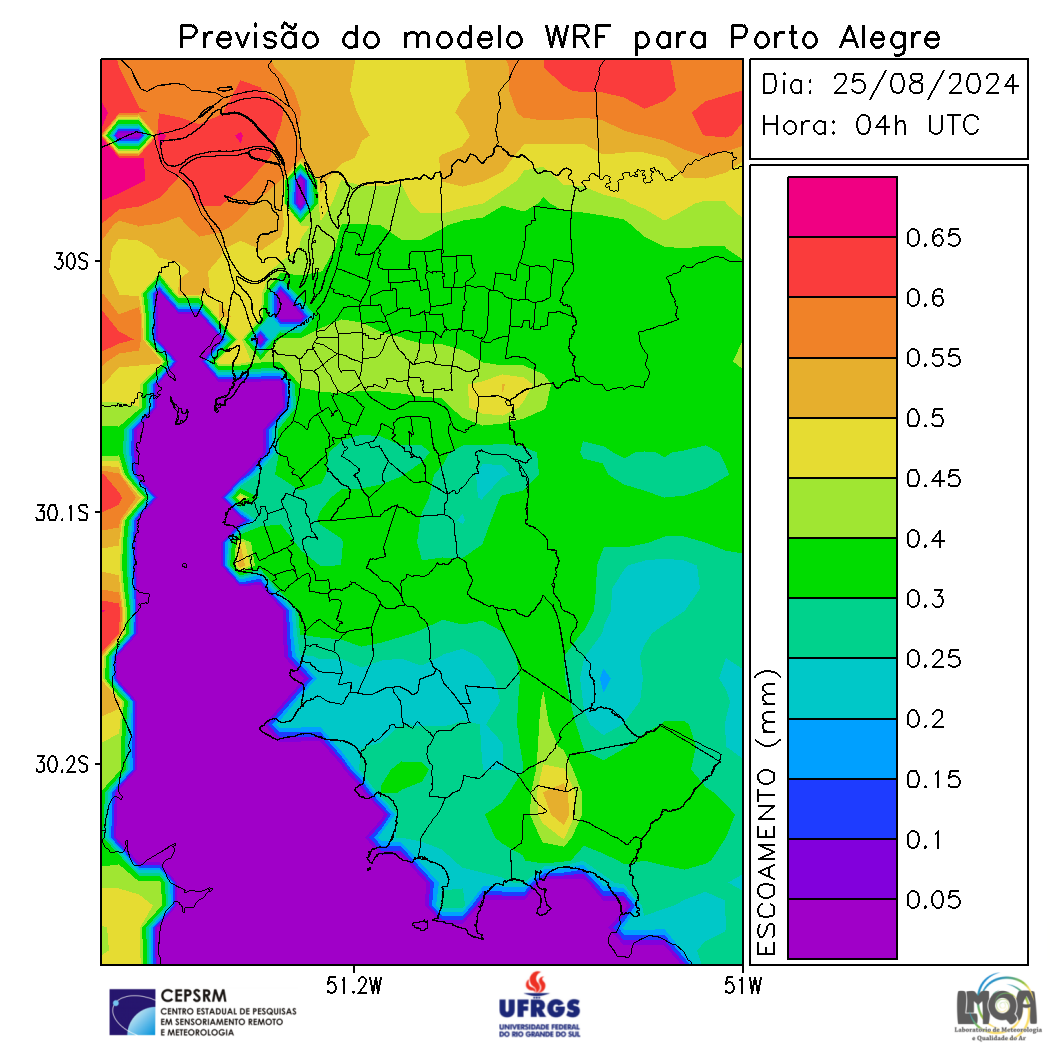 Previsão do modelo WRF para Porto Alegre
Dia: 25/08/2024
Hora: 04h UTC
30S
30.1S
30.2S
51.2W
51W
ESCOAMENTO (mm)
0.65
0.6
0.55
0.5
0.45
0.4
0.3
0.25
0.2
0.15
0.1
0.05
CEPSRM
CENTRO ESTADUAL DE PESQUISAS
EM SENSORIAMENTO REMOTO
E METEOROLOGIA
UFRGS
UNIVERSIDADE FEDERAL
DO RIO GRANDE DO SUL
LMQA
Laboratório de Meteorologia
e Qualidade do Ar